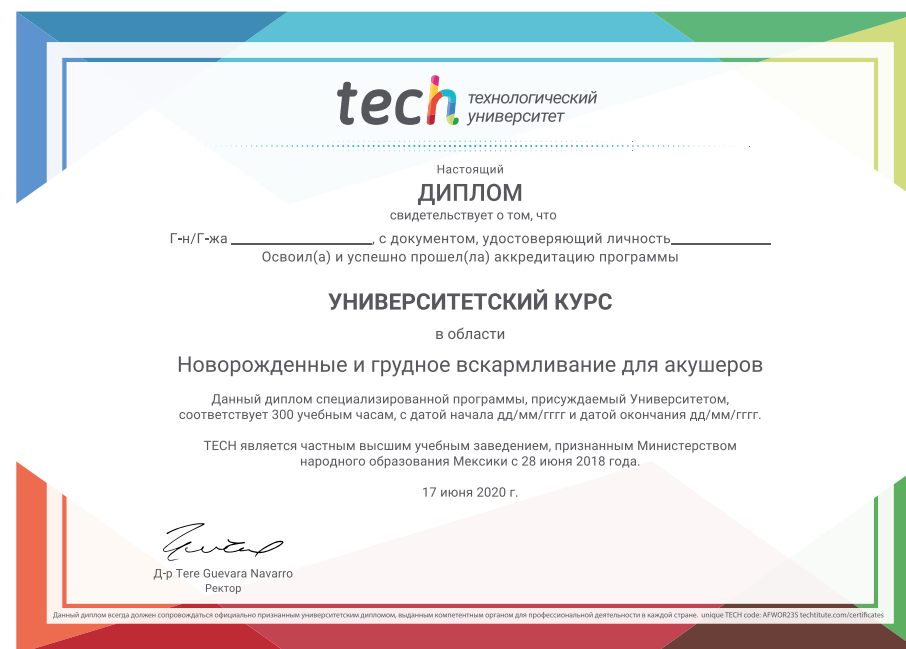 tech технологический
университет
Настоящий
ДИПЛОМ
свидетельствует о том, что
Г-н/Г-жа ____________________, с документом, удостоверяющий личность______________
Освоил(а) и успешно прошел(ла) аккредитацию программы
УНИВЕРСИТЕТСКИЙ КУРС
в области
Новорожденные и грудное вскармливание для акушеров
Данный диплом специализированной программы, присуждаемый Университетом,
соответствует 300 учебным часам, с датой начала дд/мм/гггг и датой окончания дд/мм/гггг.
TECH является частным высшим учебным заведением, признанным Министерством
народного образования Мексики с 28 июня 2018 года.
17 июня 2020 г.
Д-р Tere Guevara Navarro
Ректор
Данный диплом всегда должен сопровождаться официально признанным университетским дипломом, выданным компетентным органом для профессиональной деятельности в каждой стране. unique TECH code: AFWOR23S techtitute.com/certificates